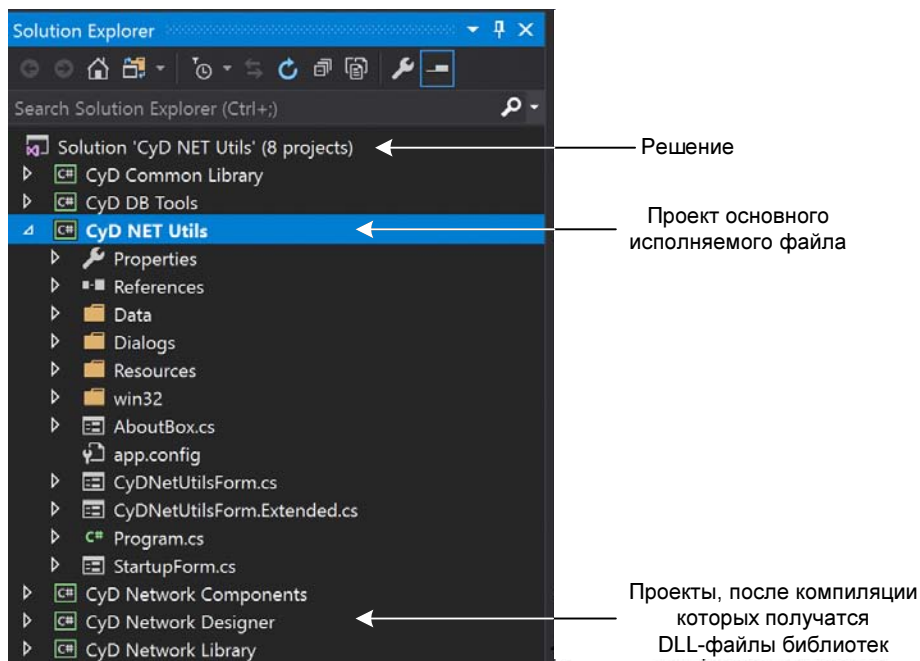 Solution Explorer
Search Solution Explorer (Ctrl+;)
Solution 'CyD NET Utils' (8 projects)
Решение
C# CyD Common Library
C# CyD DB Tools
C# CyD NET Utils
Проект основного
исполняемого файла
Properties
References
Data
Dialogs
Resources
win32
AboutBox.cs
app.config
CyDNetUtilsForm.cs
CyDNetUtilsForm.Extended.cs
C# Program.cs
StartupForm.cs
C# CyD Network Components
C# CyD Network Designer
C# CyD Network Library
Проекты, после компиляции
которых получатся
DLL-файлы библиотек